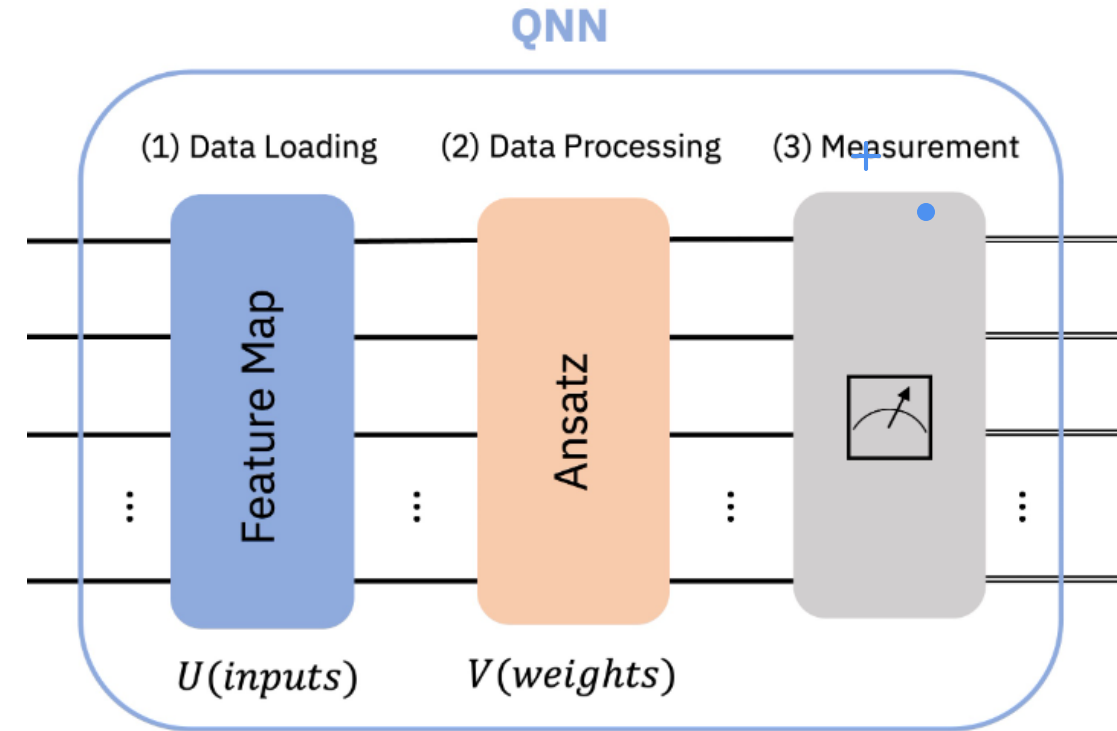 QNN
(1) Data Loading
(2) Data Processing
(3) Measurement
Feature Map
Ansatz
U(inputs)
V(weights)